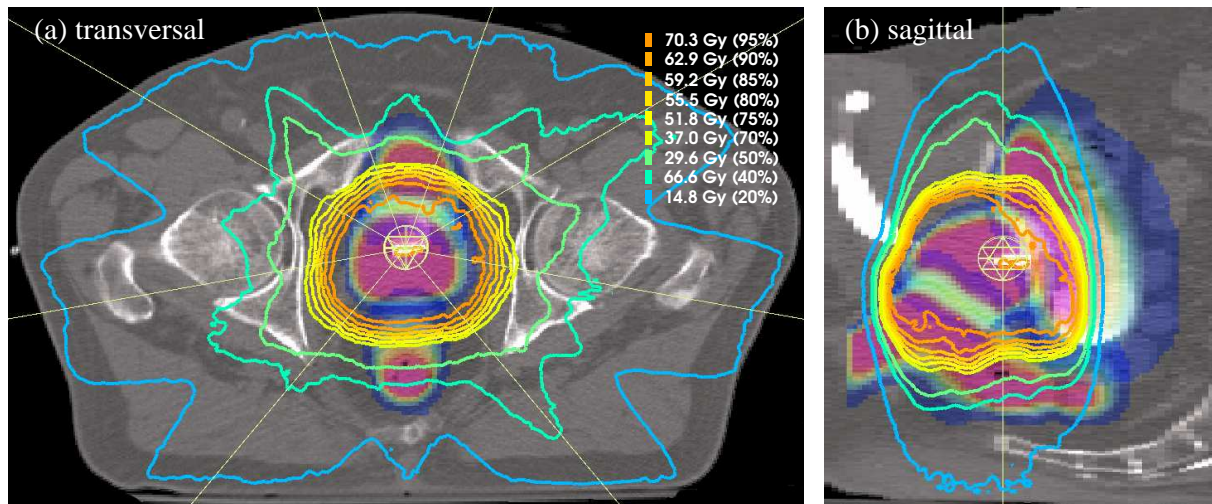 (a) transversal
70.3 Gy (95%)
62.9 Gy (90%)
59.2 Gy (85%)
55.5 Gy (80%)
51.8 Gy (75%)
37.0 Gy (70%)
29.6 Gy (50%)
66.6 Gy (40%)
14.8 Gy (20%)
(b) sagittal